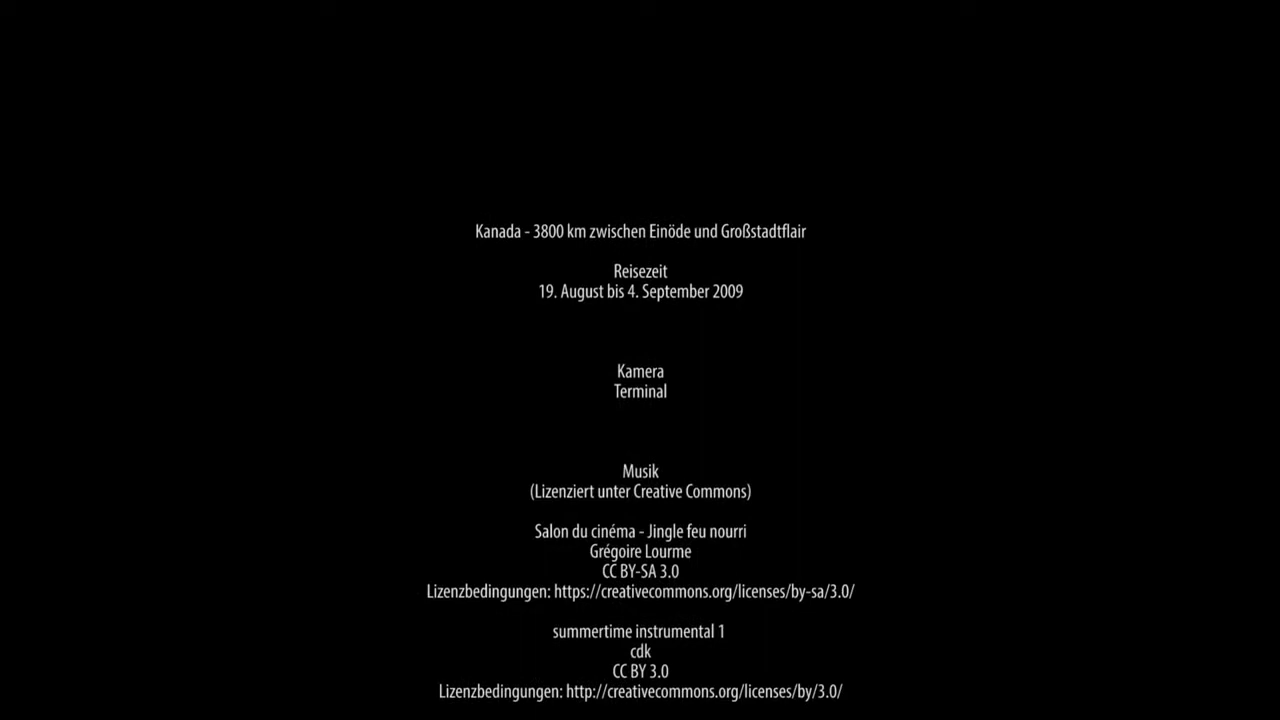 Kanada - 3800 km zwischen Einöde und Großstadtflair
Reisezeit
19. August bis 4. September 2009
Kamera
Terminal
Musik
(Lizenziert unter Creative Commons)
Salon du cinéma - Jingle feu nourri
Grégoire Lourme
CC BY-SA 3.0
Lizenzbedingungen: https://creativecommons.org/licenses/by-sa/3.0/
summertime instrumental 1
cdk
CC BY 3.0
Lizenzbedingungen: http://creativecommons.org/licenses/by/3.0/